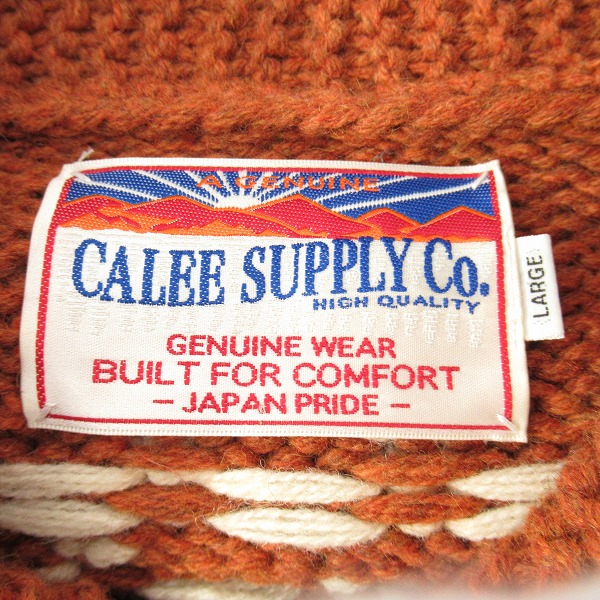 A GENUINE
CALEE SUPPLY Co.
HIGH QUALITY
GENUINE WEAR
BUILT FOR COMFORT
- JAPAN PRIDE -
LARGE